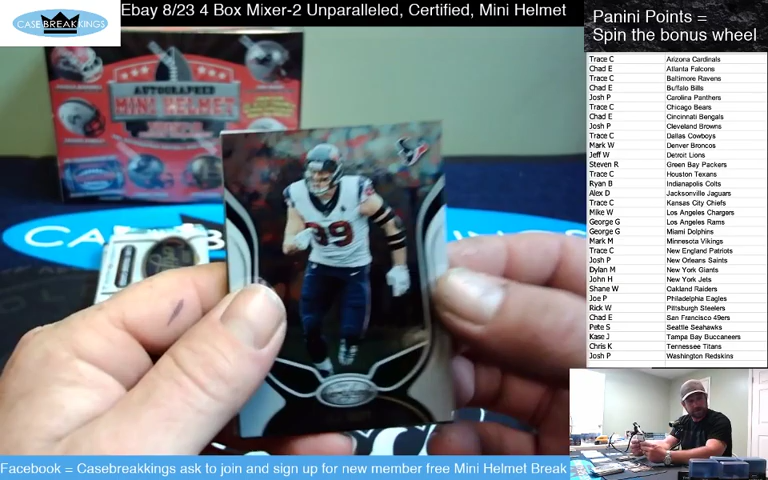 Ebay 8/23 4 Box Mixer-2 Unparalleled, Certified, Mini Helmet
CASE BREAK KINGS
Panini Points =
Spin the bonus wheel
AUTOGRAPHED
MINI HELMET
99
Trace C Arizona Cardinals
Chad E Atlanta Falcons
Trace C Baltimore Ravens
Chad E Buffalo Bills
Josh P Carolina Panthers
Trace C Chicago Bears
Chad E Cincinnati Bengals
Josh P Cleveland Browns
Trace C Dallas Cowboys
Mark W Denver Broncos
Jeff W Detroit Lions
Steven R Green Bay Packers
Trace C Houston Texans
Ryan B Indianapolis Colts
Alex D Jacksonville Jaguars
Trace C Kansas City Chiefs
Mike W Los Angeles Chargers
George G Los Angeles Rams
George G Miami Dolphins
Mark M Minnesota Vikings
Trace C New England Patriots
Josh P New Orleans Saints
Dylan M New York Giants
John H New York Jets
Shane W Oakland Raiders
Joe P Philadelphia Eagles
Rick W Pittsburgh Steelers
Chad E San Francisco 49ers
Pete S Seattle Seahawks
Kase J Tampa Bay Buccaneers
Chris K Tennessee Titans
Josh P Washington Redskins
Facebook = Casebreakkings ask to join and sign up for new member free Mini Helmet Break